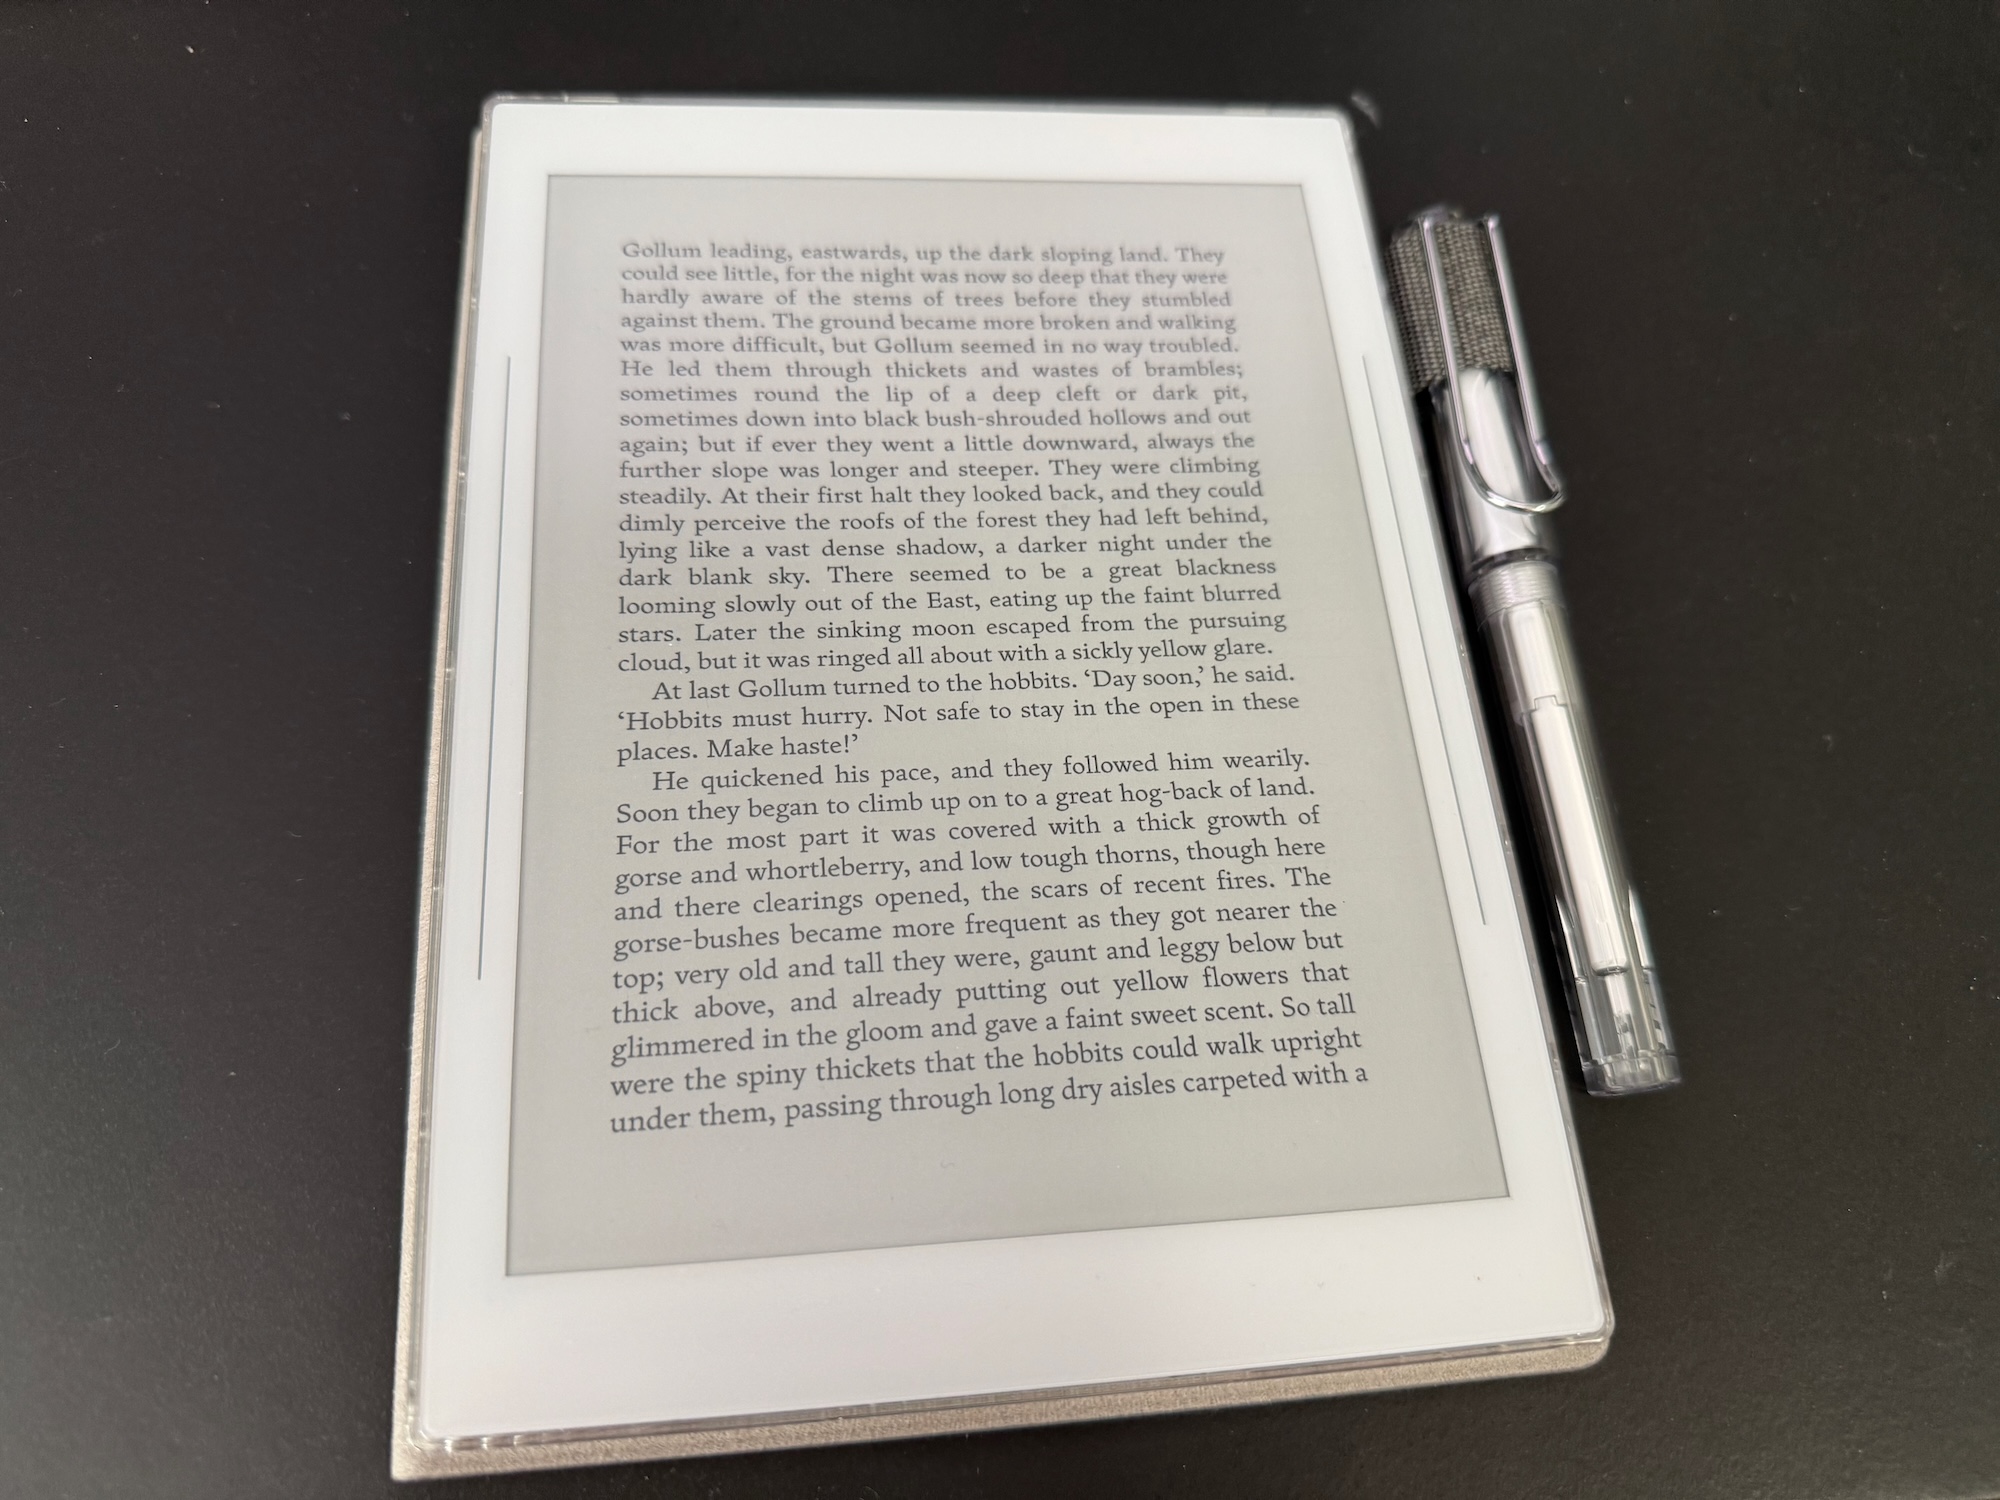 Gollum leading, eastwards, up the dark sloping land. They
could see little, for the night was now so deep that they were
hardly aware of the stems of trees before they stumbled
against them. The ground became more broken and walking
was more difficult, but Gollum seemed in no way troubled.
He led them through thickets and wastes of brambles;
sometimes round the lip of a deep cleft or dark pit,
sometimes down into black bush-shrouded hollows and out
again; but if ever they went a little downward, always the
further slope was longer and steeper. They were climbing
steadily. At their first halt they looked back, and they could
dimly perceive the roofs of the forest they had left behind,
lying like a vast dense shadow, a darker night under the
dark blank sky. There seemed to be a great blackness
looming slowly out of the East, eating up the faint blurred
stars. Later the sinking moon escaped from the pursuing
cloud, but it was ringed all about with a sickly yellow glare.
At last Gollum turned to the hobbits. ‘Day soon,’ he said.
‘Hobbits must hurry. Not safe to stay in the open in these
places. Make haste!’
He quickened his pace, and they followed him wearily.
Soon they began to climb up on to a great hog-back of land.
For the most part it was covered with a thick growth of
gorse and whortleberry, and low tough thorns, though here
and there clearings opened, the scars of recent fires. The
gorse-bushes became more frequent as they got nearer the
top; very old and tall they were, gaunt and leggy below but
thick above, and already putting out yellow flowers that
glimmered in the gloom and gave a faint sweet scent. So tall
were the spiny thickets that the hobbits could walk upright
under them, passing through long dry aisles carpeted with a